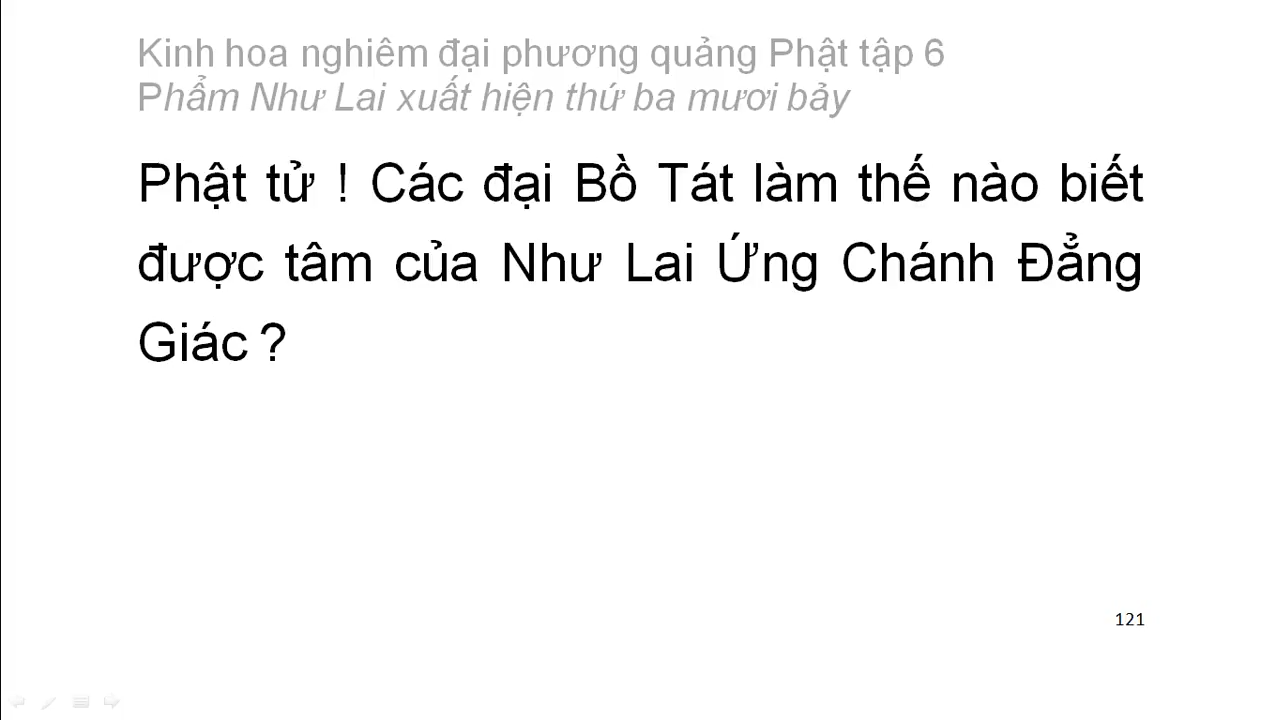 Kinh hoa nghiêm đại phương quảng Phật tập 6
Phẩm Như Lai xuất hiện thứ ba mươi bảy
Phật tử ! Các đại Bồ Tát làm thế nào biết
được tâm của Như Lai Ứng Chánh Đẳng
Giác ?
121